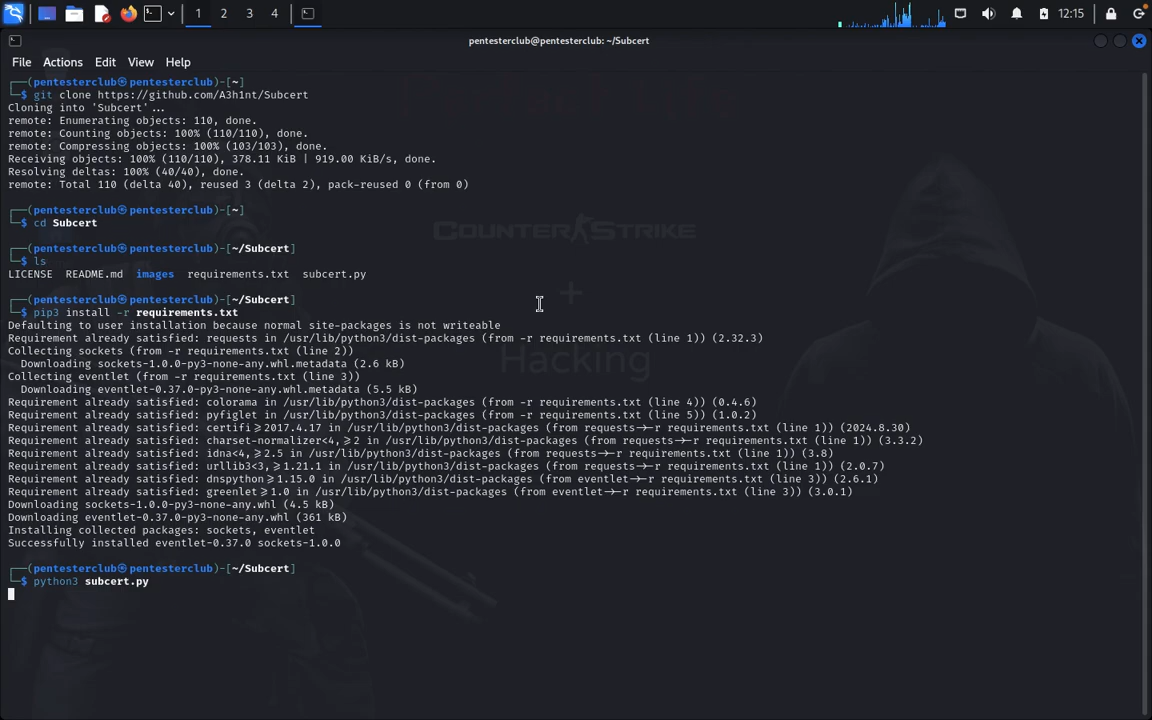 1 2 3 4 12:15
pentesterclub@pentesterclub: ~/Subcert
File Actions Edit View Help
┌──(pentesterclub㉿pentesterclub)-[~]
└─$ git clone https://github.com/A3h1nt/Subcert
Cloning into 'Subcert'...
remote: Enumerating objects: 110, done.
remote: Counting objects: 100% (110/110), done.
remote: Compressing objects: 100% (103/103), done.
Receiving objects: 100% (110/110), 378.11 KiB | 919.00 KiB/s, done.
Resolving deltas: 100% (40/40), done.
remote: Total 110 (delta 40), reused 3 (delta 2), pack-reused 0 (from 0)
┌──(pentesterclub㉿pentesterclub)-[~]
└─$ cd Subcert
┌──(pentesterclub㉿pentesterclub)-[~/Subcert]
└─$ ls
LICENSE README.md images requirements.txt subcert.py
┌──(pentesterclub㉿pentesterclub)-[~/Subcert]
└─$ pip3 install -r requirements.txt
Defaulting to user installation because normal site-packages is not writeable
Requirement already satisfied: requests in /usr/lib/python3/dist-packages (from -r requirements.txt (line 1)) (2.32.3)
Collecting sockets (from -r requirements.txt (line 2))
Downloading sockets-1.0.0-py3-none-any.whl.metadata (2.6 kB)
Collecting eventlet (from -r requirements.txt (line 3))
Downloading eventlet-0.37.0-py3-none-any.whl.metadata (5.5 kB)
Requirement already satisfied: colorama in /usr/lib/python3/dist-packages (from -r requirements.txt (line 4)) (0.4.6)
Requirement already satisfied: pyfiglet in /usr/lib/python3/dist-packages (from -r requirements.txt (line 5)) (1.0.2)
Requirement already satisfied: certifi≥2017.4.17 in /usr/lib/python3/dist-packages (from requests→-r requirements.txt (line 1)) (2024.8.30)
Requirement already satisfied: charset-normalizer<4,≥2 in /usr/lib/python3/dist-packages (from requests→-r requirements.txt (line 1)) (3.3.2)
Requirement already satisfied: idna<4,≥2.5 in /usr/lib/python3/dist-packages (from requests→-r requirements.txt (line 1)) (3.8)
Requirement already satisfied: urllib3<3,≥1.21.1 in /usr/lib/python3/dist-packages (from requests→-r requirements.txt (line 1)) (2.0.7)
Requirement already satisfied: dnspython≥1.15.0 in /usr/lib/python3/dist-packages (from eventlet→-r requirements.txt (line 3)) (2.6.1)
Requirement already satisfied: greenlet≥1.0 in /usr/lib/python3/dist-packages (from eventlet→-r requirements.txt (line 3)) (3.0.1)
Downloading sockets-1.0.0-py3-none-any.whl (4.5 kB)
Downloading eventlet-0.37.0-py3-none-any.whl (361 kB)
Installing collected packages: sockets, eventlet
Successfully installed eventlet-0.37.0 sockets-1.0.0
┌──(pentesterclub㉿pentesterclub)-[~/Subcert]
└─$ python3 subcert.py
COUNTER STRIKE
+
Hacking